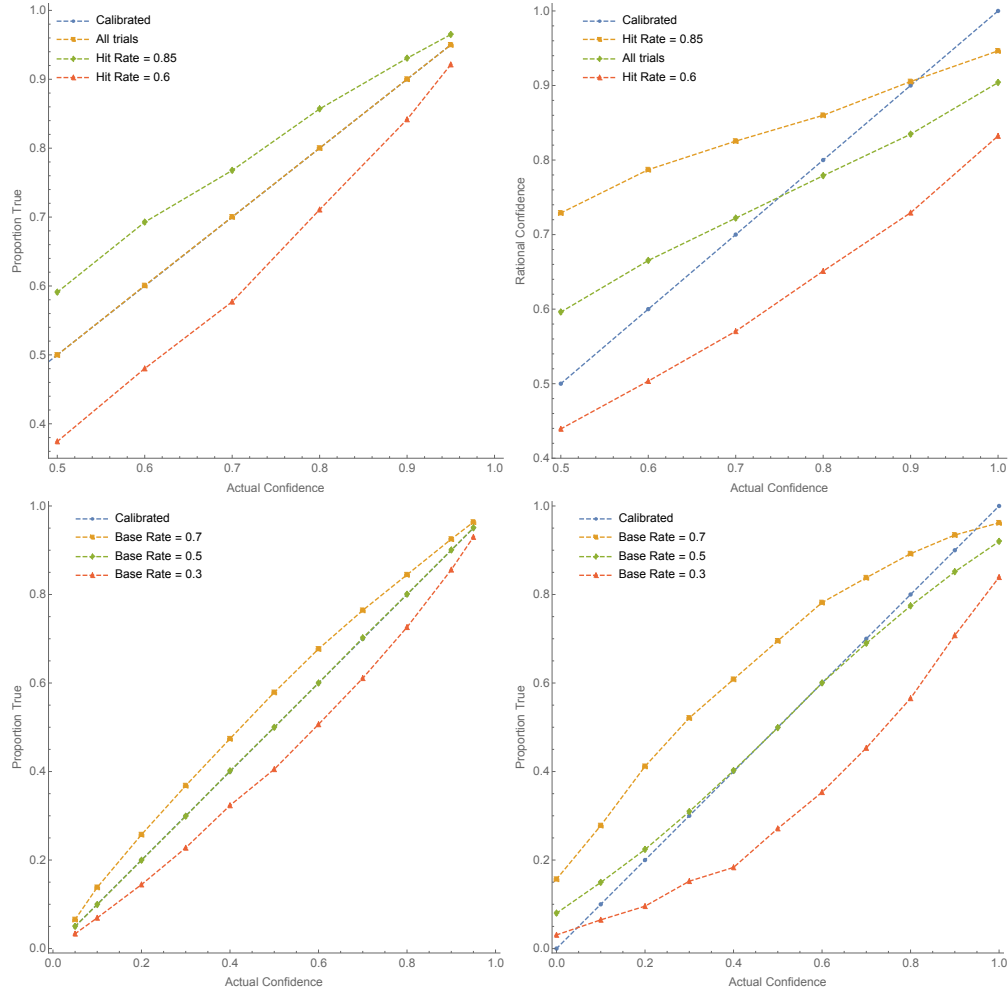 Calibrated
All trials
Hit Rate = 0.85
Hit Rate = 0.6
Proportion True
1.0
0.9
0.8
0.7
0.6
0.5
0.4
0.5
0.6
0.7
0.8
0.9
1.0
Actual Confidence
Calibrated
Hit Rate = 0.85
All trials
Hit Rate = 0.6
Rational Confidence
1.0
0.9
0.8
0.7
0.6
0.5
0.4
0.5
0.6
0.7
0.8
0.9
1.0
Actual Confidence
Calibrated
Base Rate = 0.7
Base Rate = 0.5
Base Rate = 0.3
Proportion True
1.0
0.8
0.6
0.4
0.2
0.0
0.0
0.2
0.4
0.6
0.8
1.0
Actual Confidence
Calibrated
Base Rate = 0.7
Base Rate = 0.5
Base Rate = 0.3
Proportion True
1.0
0.8
0.6
0.4
0.2
0.0
0.0
0.2
0.4
0.6
0.8
1.0
Actual Confidence